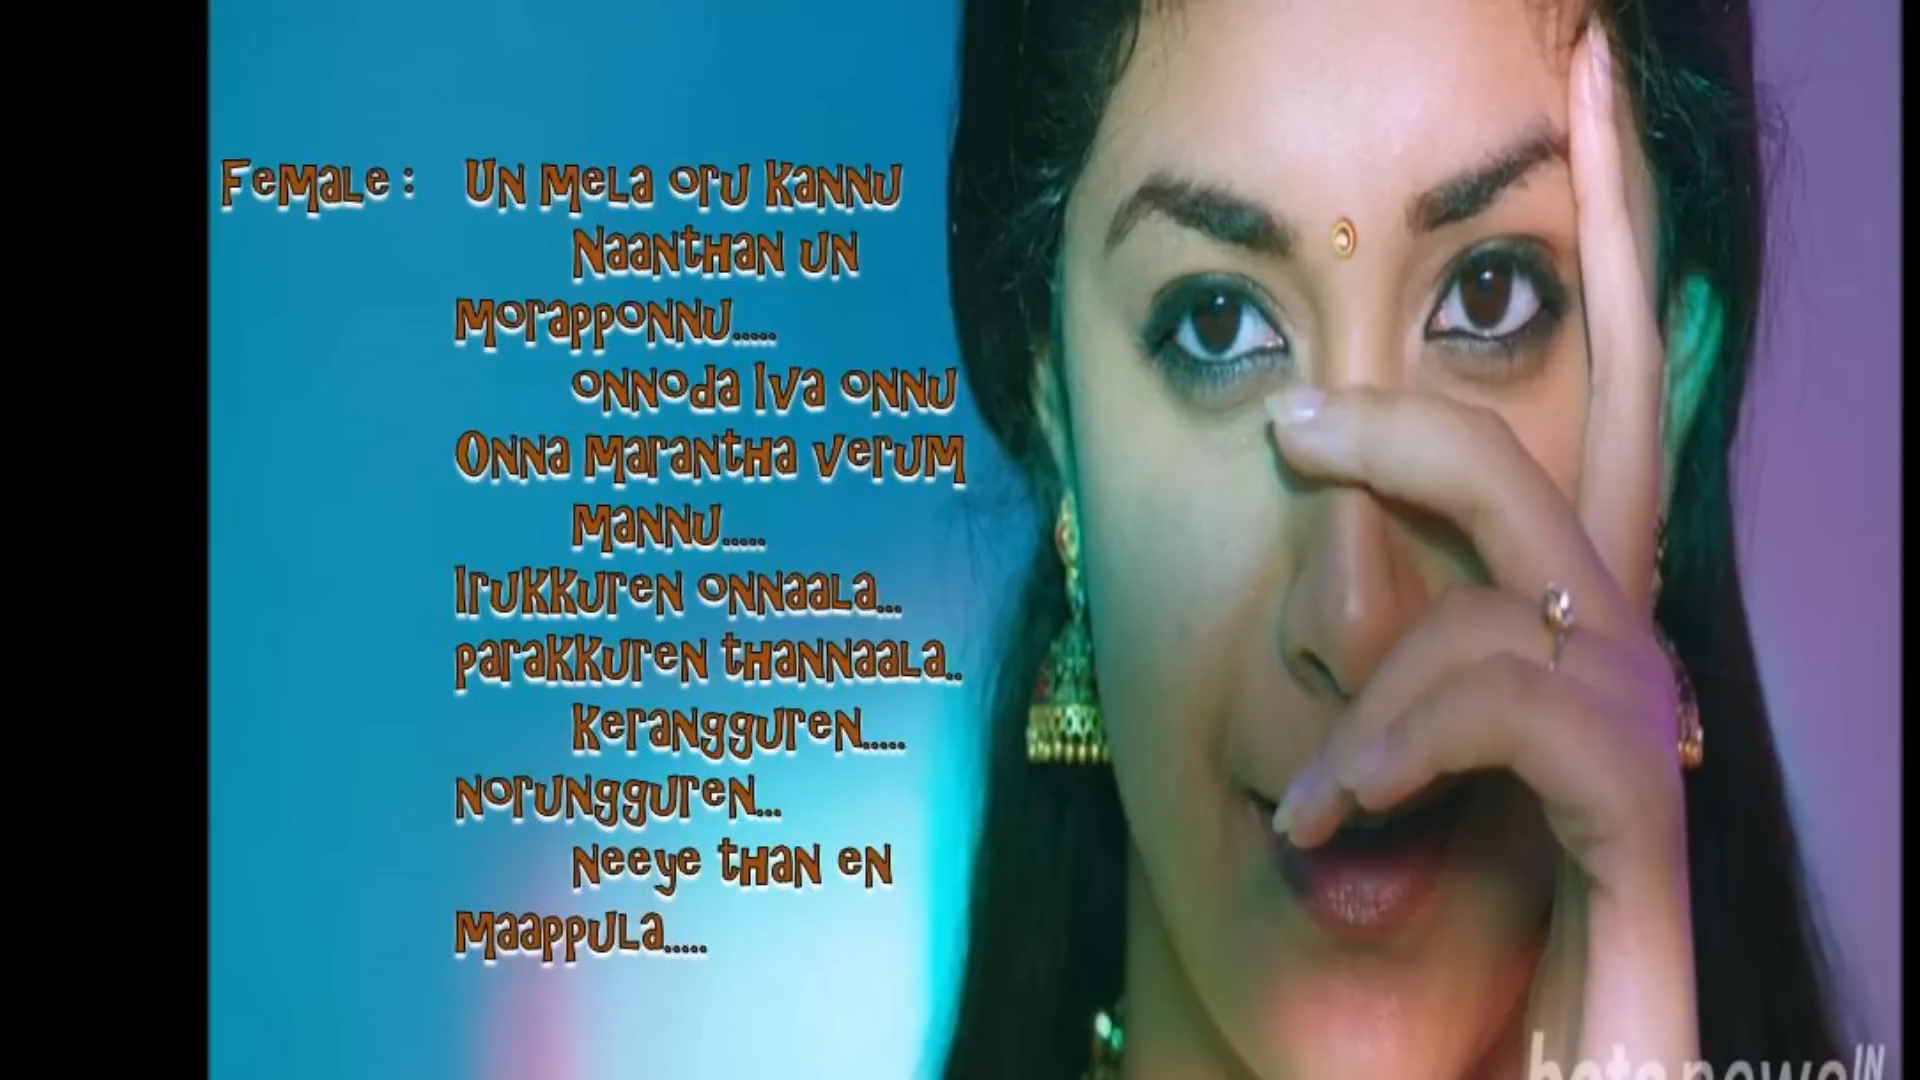 Female : Un mela oru kannu
Naanthan un
morapponnu.....
onnoda Iva onnu
Onna marantha verum
mannu.....
Irukkuren onnaala...
parakkuren thannaala..
Kerangguren.....
norungguren...
neeye than en
maappula.....